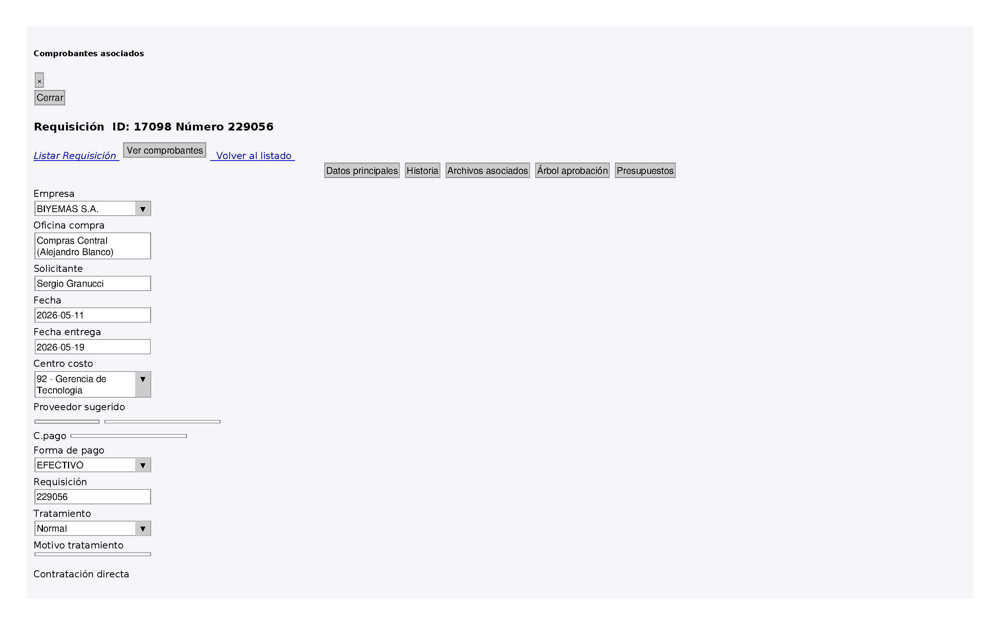 Comprobantes asociados
×
Cerrar
Requisición ID: 17098 Número 229056
Listar Requisición Ver comprobantes Volver al listado
Datos principales Historia Archivos asociados Árbol aprobación Presupuestos
Empresa
BIYEMAS S.A. ▼
Oficina compra
Compras Central
(Alejandro Blanco)
Solicitante
Sergio Granucci
Fecha
2026-05-11
Fecha entrega
2026-05-19
Centro costo
92 - Gerencia de ▼
Tecnologia
Proveedor sugerido
C.pago
Forma de pago
EFECTIVO ▼
Requisición
229056
Tratamiento
Normal ▼
Motivo tratamiento
Contratación directa